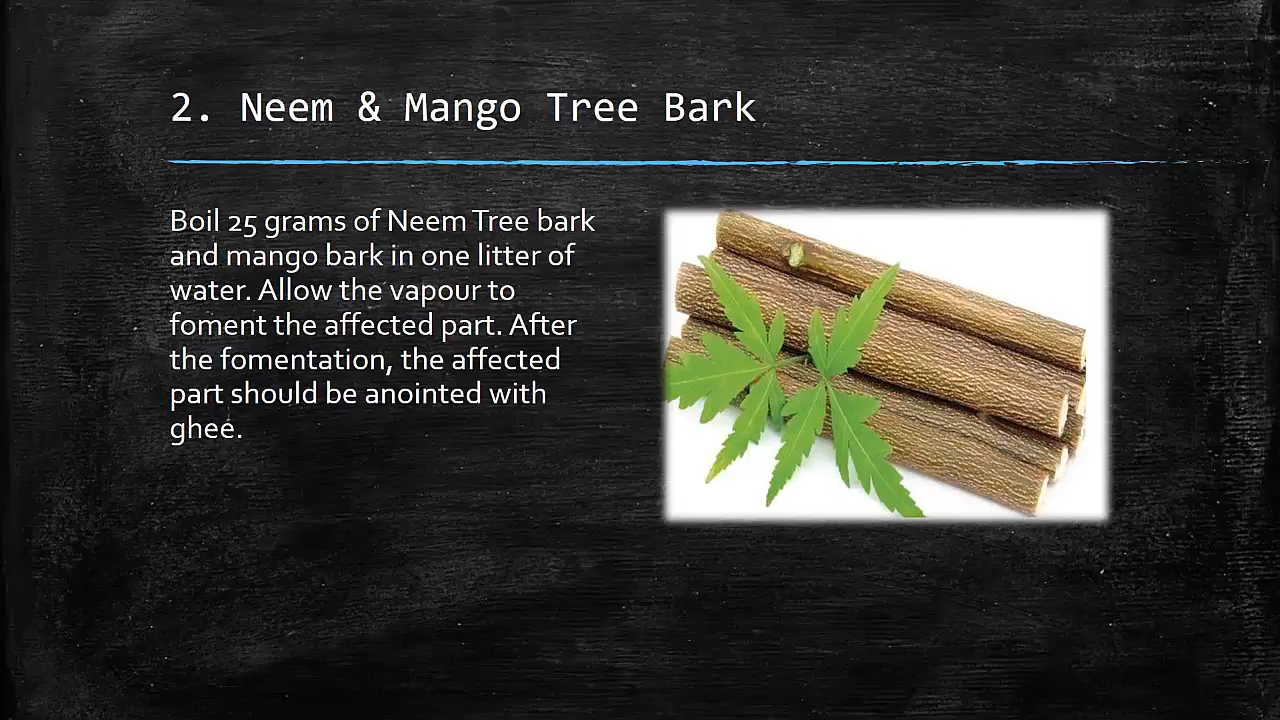 2. Neem & Mango Tree Bark
Boil 25 grams of Neem Tree bark
and mango bark in one litter of
water. Allow the vapour to
foment the affected part. After
the fomentation, the affected
part should be anointed with
ghee.